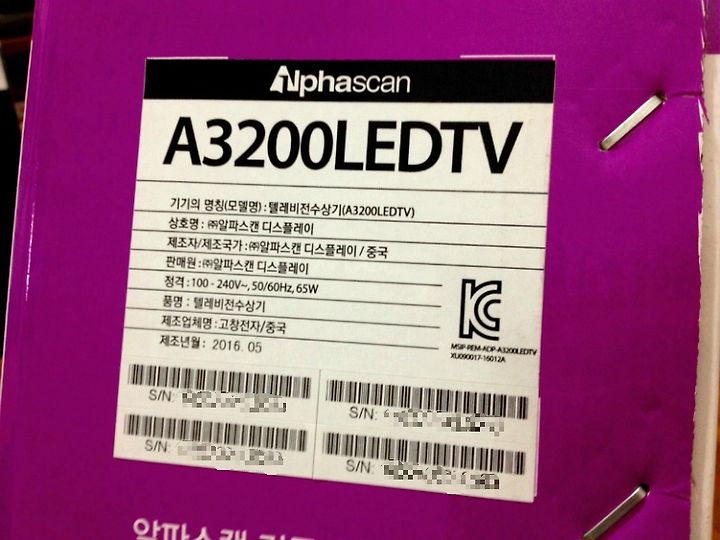 Alphascan
A3200LEDTV
기기의 명칭(모델명) : 텔레비전수상기(A3200LEDTV)
상호명 : ㈜알파스캔 디스플레이
제조자/제조국가 : ㈜알파스캔 디스플레이 / 중국
판매원 : ㈜알파스캔 디스플레이
정격 : 100 - 240V~, 50/60Hz, 65W
품명 : 텔레비전수상기
제조업체명 : 고창전자/중국
제조년월 : 2016. 05
KC
MSIP-REM-ADP-A3200LEDTV
XU090017-16012A
S/N:
S/N:
S/N:
S/N:
알파스캔